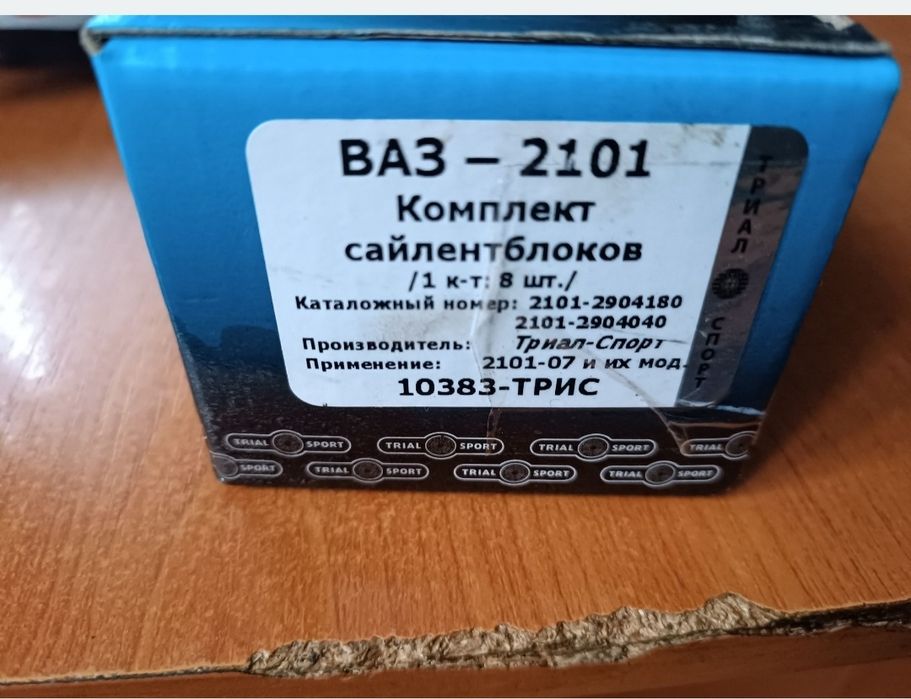 ВАЗ – 2101
Комплект
сайлентблоков
/1 к-т: 8 шт./
Каталожный номер: 2101-2904180
2101-2904040
Производитель: Триал-Спорт
Применение: 2101-07 и их мод.
10383-ТРИС
ТРИАЛ СПОРТ
TRIAL SPORT TRIAL SPORT TRIAL SPORT TRIAL
SPORT TRIAL SPORT TRIAL SPORT TRIAL SPORT